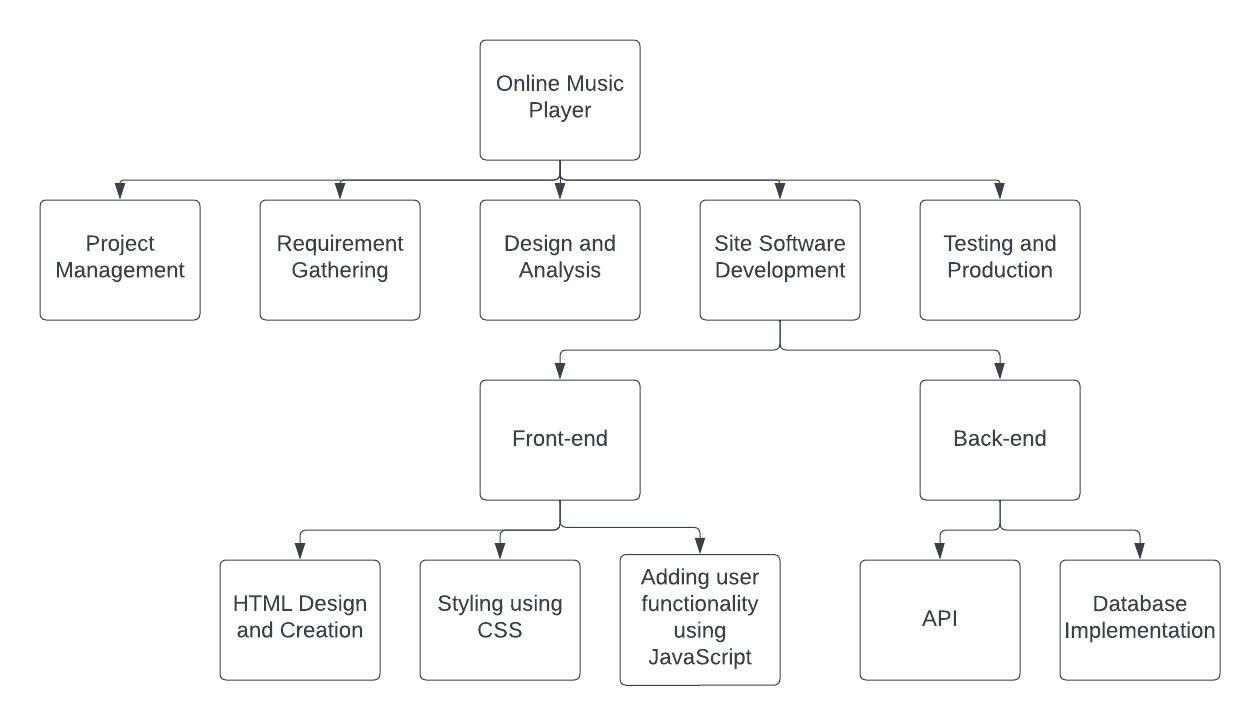 Online Music
Player
Project
Management
Requirement
Gathering
Design and
Analysis
Site Software
Development
Testing and
Production
Front-end
Back-end
HTML Design
and Creation
Styling using
CSS
Adding user
functionality
using
JavaScript
API
Database
Implementation